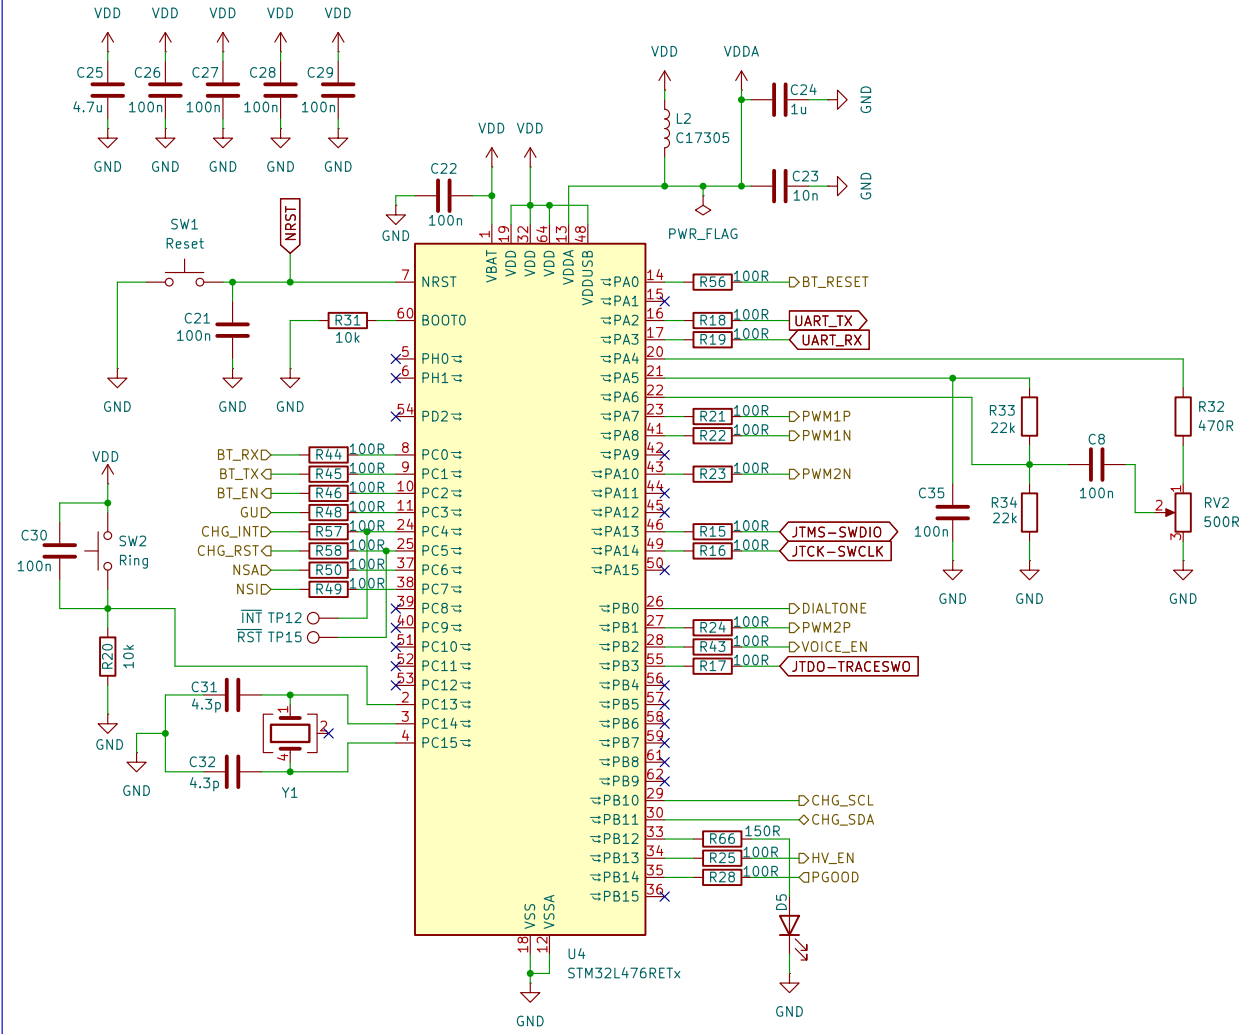 VDD VDD VDD VDD VDD
C25 C26 C27 C28 C29
4.7u 100n 100n 100n 100n
GND GND GND GND GND
VDD VDDA
C24
1u
GND
L2
C17305
C23
10n
GND
PWR_FLAG
VDD VDD
C22
100n
GND
SW1
Reset
NRST
C21
100n
R31
10k
GND GND GND
1 19 32 64 13 48
VBAT VDD VDD VDD VDDA VDDUSB
7 NRST
60 BOOT0
5 PH0
6 PH1
54 PD2
BT_RX R44 100R 8 PC0
BT_TX R45 100R 9 PC1
BT_EN R46 100R 10 PC2
GU R48 100R 11 PC3
CHG_INT R57 100R 24 PC4
CHG_RST R58 100R 25 PC5
NSA R50 100R 37 PC6
NSI R49 100R 38 PC7
39 PC8
40 PC9
51 PC10
52 PC11
53 PC12
2 PC13
3 PC14
4 PC15
INT TP12
RST TP15
VDD
C30
100n
SW2
Ring
R20
10k
GND
C31
4.3p
C32
4.3p
GND
1
2
4
Y1
PA0 14 R56 100R BT_RESET
PA1 15
PA2 16 R18 100R UART_TX
PA3 17 R19 100R UART_RX
PA4 20
PA5 21
PA6 22
PA7 23 R21 100R PWM1P
PA8 41 R22 100R PWM1N
PA9 42
PA10 43 R23 100R PWM2N
PA11 44
PA12 45
PA13 46 R15 100R JTMS-SWDIO
PA14 49 R16 100R JTCK-SWCLK
PA15 50
PB0 26 DIALTONE
PB1 27 R24 100R PWM2P
PB2 28 R43 100R VOICE_EN
PB3 55 R17 100R JTDO-TRACESWO
PB4 56
PB5 57
PB6 58
PB7 59
PB8 61
PB9 62
PB10 29 CHG_SCL
PB11 30 CHG_SDA
PB12 33 R66 150R
PB13 34 R25 100R HV_EN
PB14 35 R28 100R PGOOD
PB15 36
D5
GND
R33
22k
R34
22k
C35
100n
C8
100n
R32
470R
RV2
500R
1
2
3
GND GND GND
VSS VSSA
18 12
U4
STM32L476RETx
GND